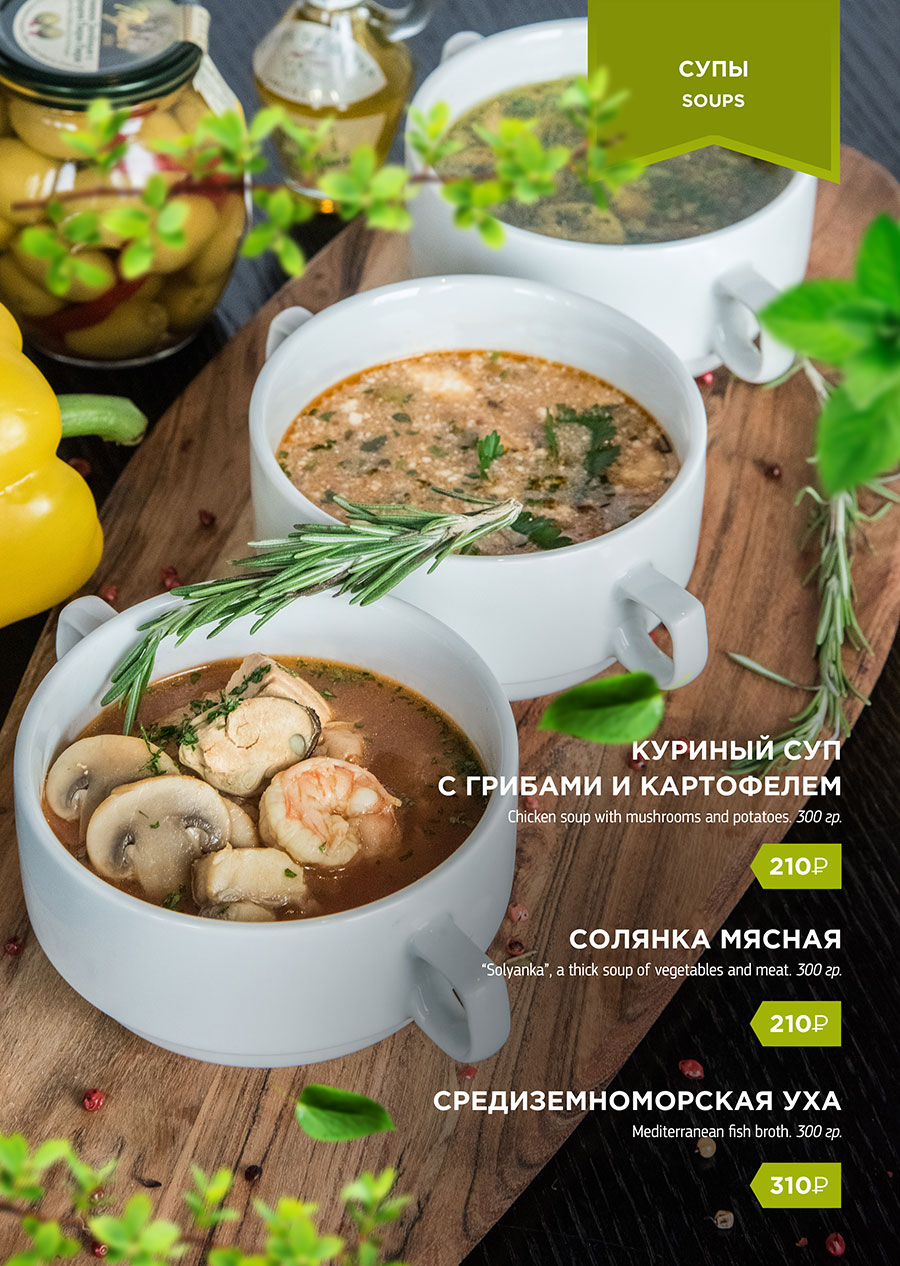 СУПЫ
SOUPS
КУРИНЫЙ СУП
С ГРИБАМИ И КАРТОФЕЛЕМ
Chicken soup with mushrooms and potatoes. 300 гр.
210₽
СОЛЯНКА МЯСНАЯ
“Solyanka”, a thick soup of vegetables and meat. 300 гр.
210₽
СРЕДИЗЕМНОМОРСКАЯ УХА
Mediterranean fish broth. 300 гр.
310₽